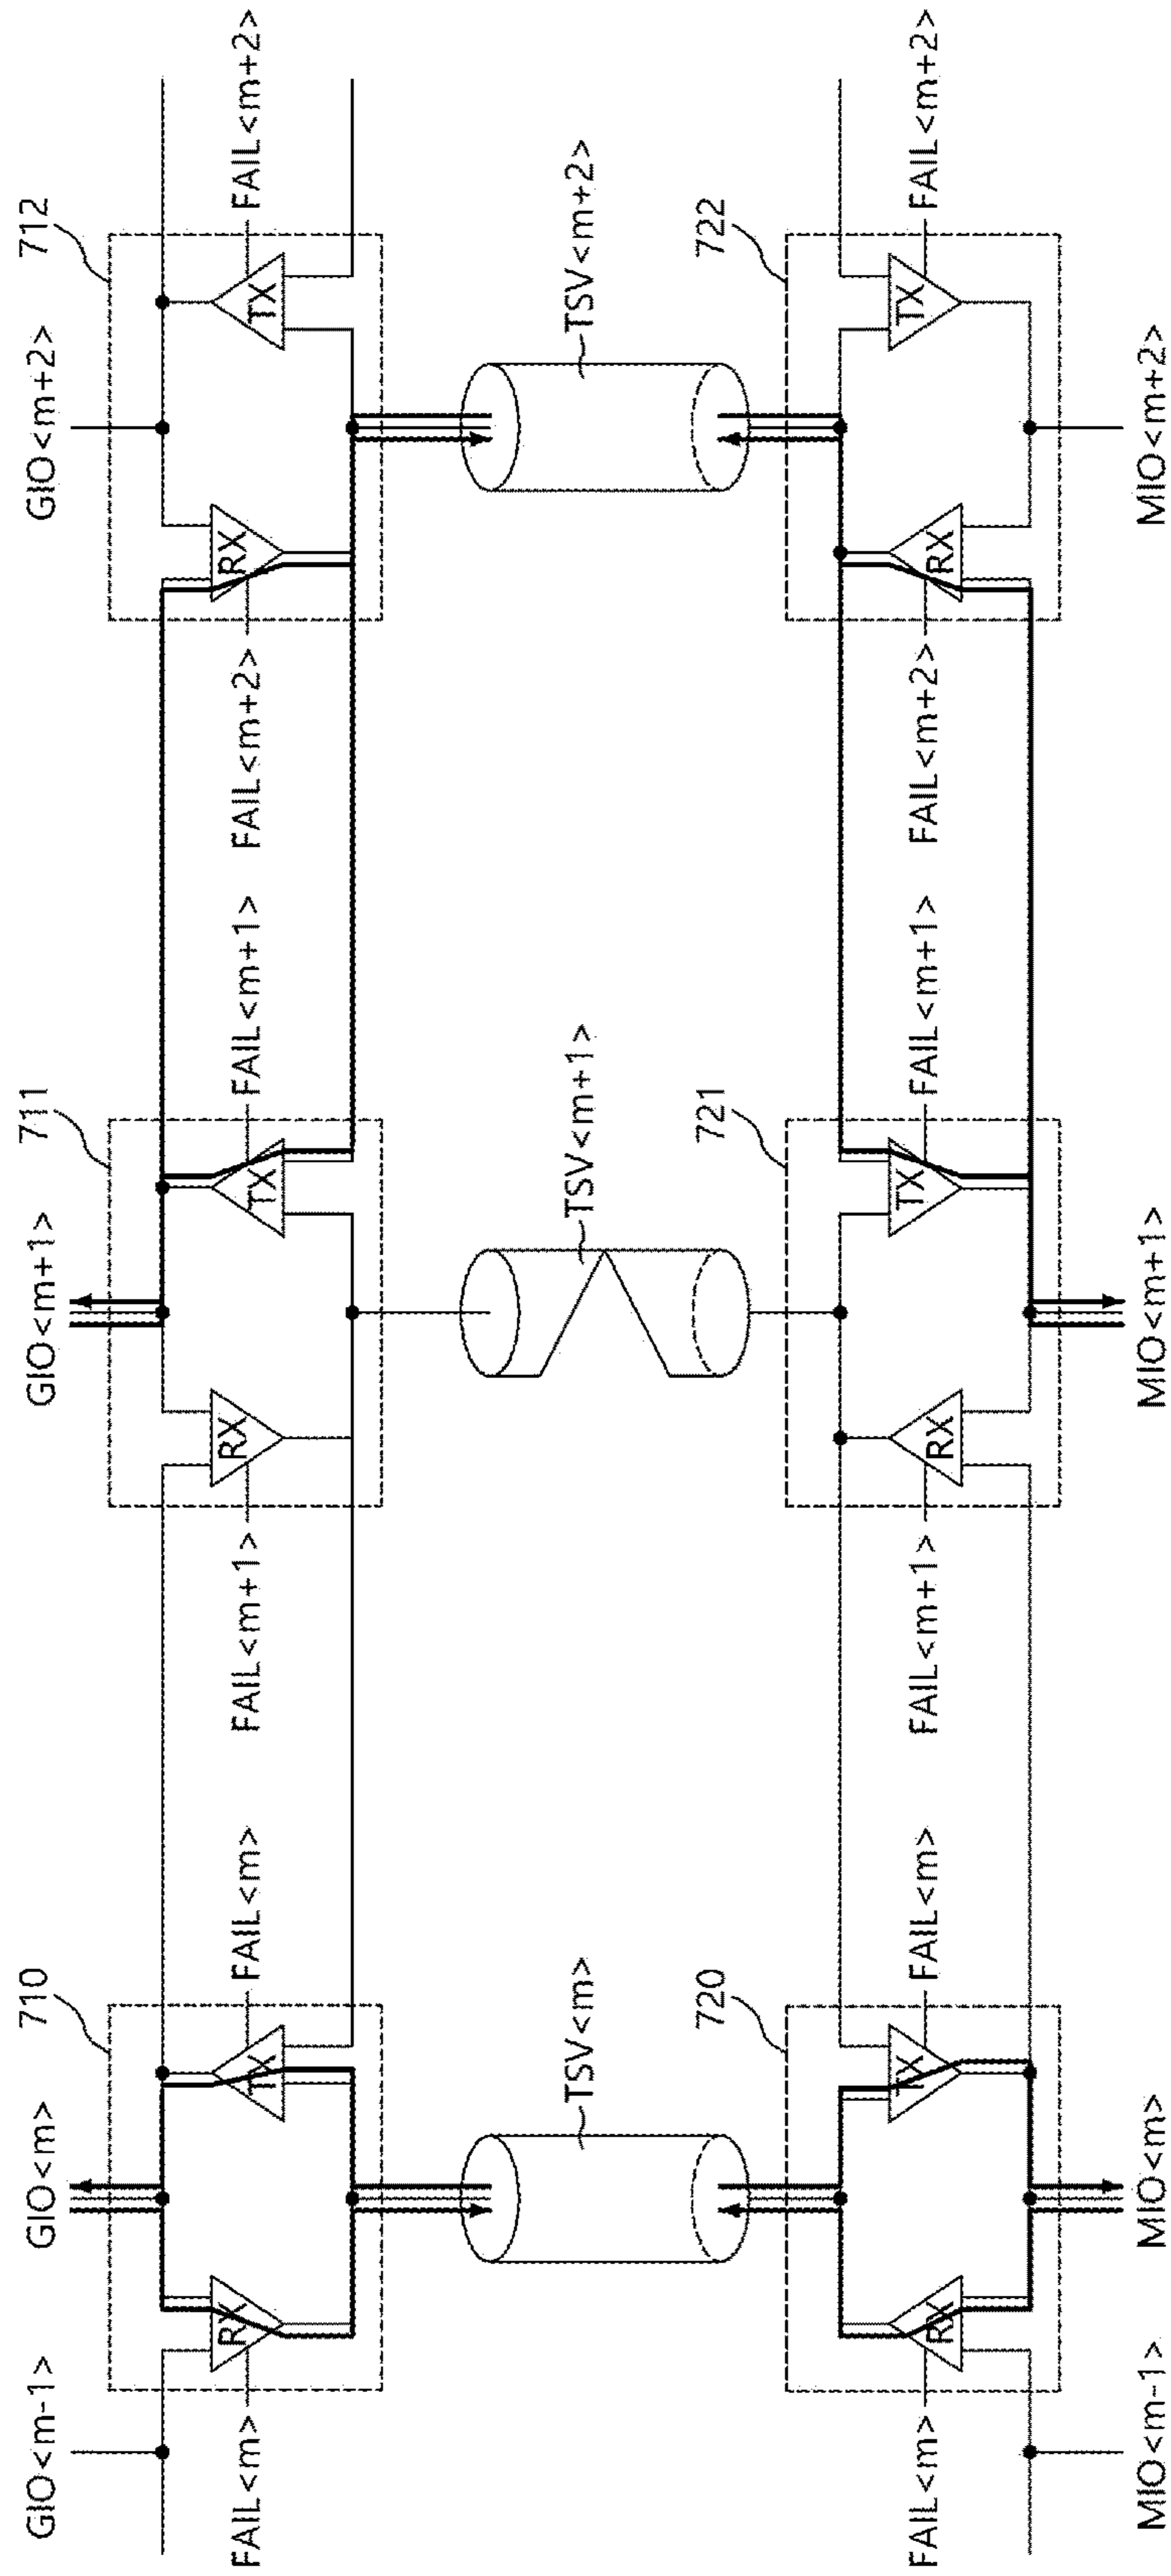 GIO<m-1>
GIO<m>
710
GIO<m+1>
711
GIO<m+2>
712
FAIL<m>
RX
TX
FAIL<m>
FAIL<m+1>
RX
TX
FAIL<m+1>
FAIL<m+2>
RX
TX
FAIL<m+2>
TSV<m>
TSV<m+1>
TSV<m+2>
720
721
722
FAIL<m>
RX
TX
FAIL<m>
FAIL<m+1>
RX
TX
FAIL<m+1>
FAIL<m+2>
RX
TX
FAIL<m+2>
MIO<m-1>
MIO<m>
MIO<m+1>
MIO<m+2>